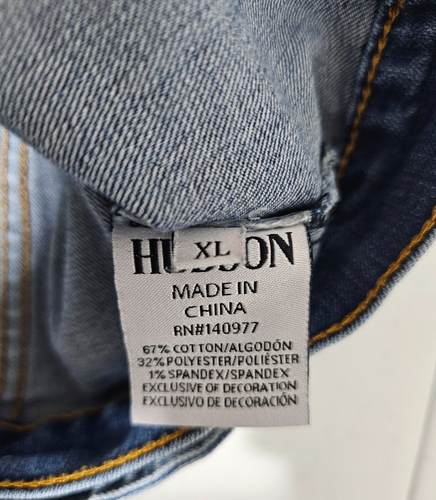 XL
HUDSON
MADE IN
CHINA
RN#140977
67% COTTON/ALGODÓN
32% POLYESTER/POLIÉSTER
1% SPANDEX/SPANDEX
EXCLUSIVE OF DECORATION
EXCLUSIVO DE DECORACIÓN